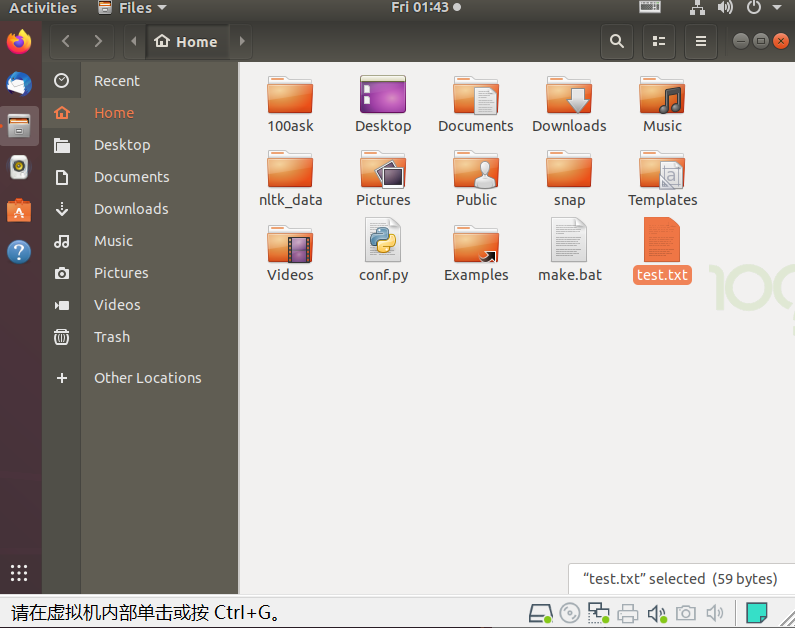 Activities Files Fri 01:43
Home
Recent
Home
Desktop
Documents
Downloads
Music
Pictures
Videos
Trash
Other Locations
100ask Desktop Documents Downloads Music
nltk_data Pictures Public snap Templates
Videos conf.py Examples make.bat test.txt
100
“test.txt” selected (59 bytes)
请在虚拟机内部单击或按 Ctrl+G。